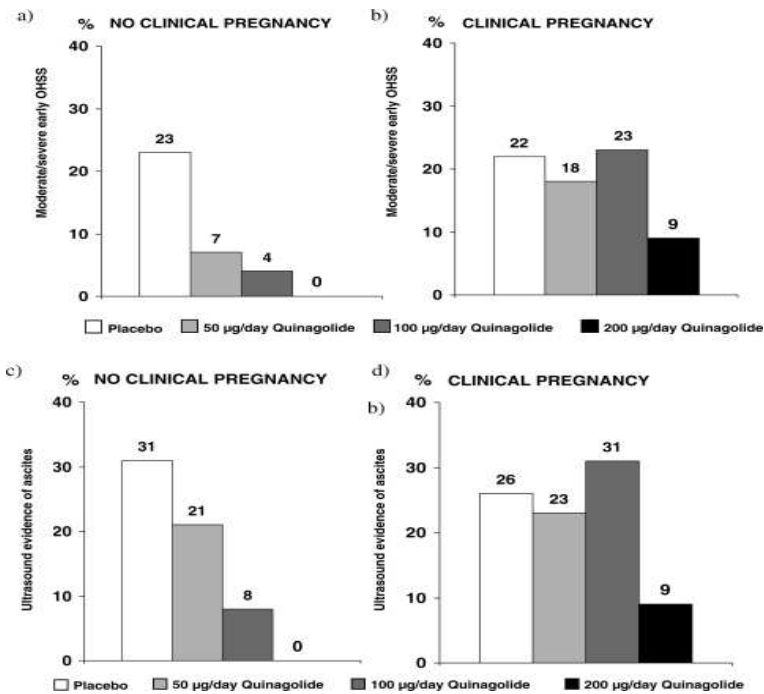 a)
% NO CLINICAL PREGNANCY
Moderate/severe early OHSS
40
30
20
10
0
23
7
4
0
b)
% CLINICAL PREGNANCY
Moderate/severe early OHSS
40
30
20
10
0
22
18
23
9
Placebo 50 µg/day Quinagolide 100 µg/day Quinagolide 200 µg/day Quinagolide
c)
% NO CLINICAL PREGNANCY
Ultrasound evidence of ascites
40
30
20
10
0
31
21
8
0
d)
% CLINICAL PREGNANCY
b)
Ultrasound evidence of ascites
40
30
20
10
0
26
23
31
9
Placebo 50 µg/day Quinagolide 100 µg/day Quinagolide 200 µg/day Quinagolide